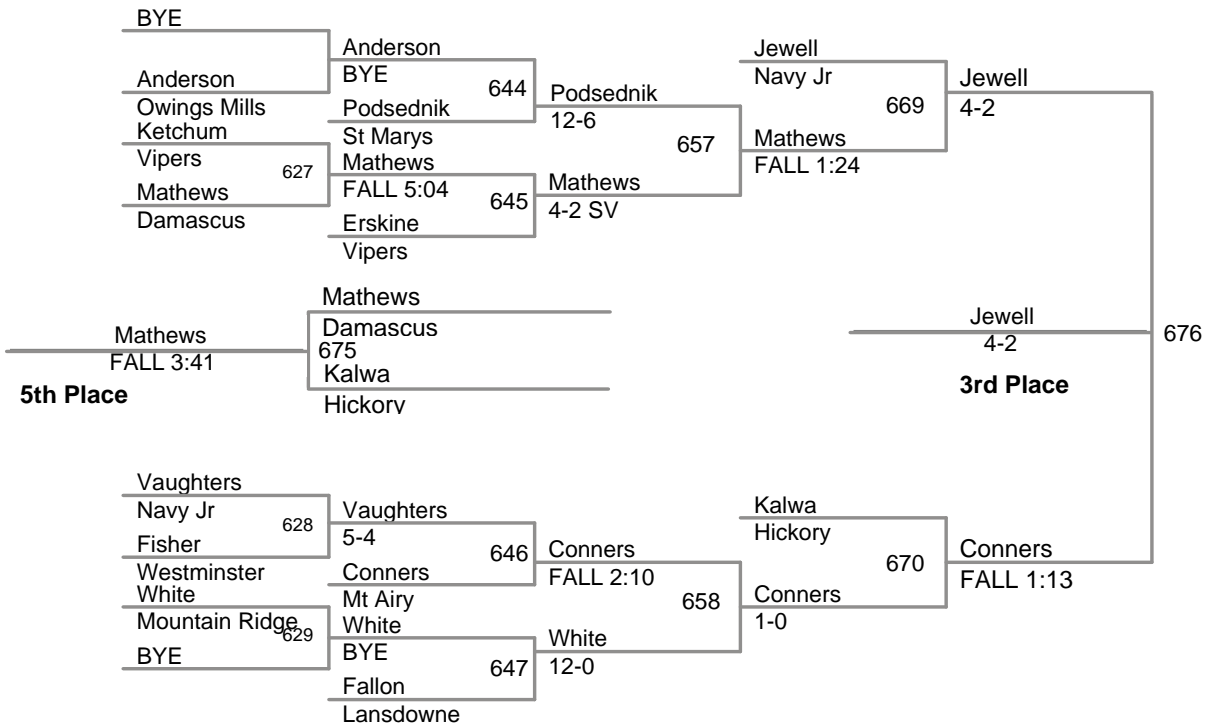 BYE
Anderson
Owings Mills
Ketchum
Vipers
627
Mathews
Damascus
Anderson
BYE
644
Podsednik
St Marys
Mathews
FALL 5:04
645
Erskine
Vipers
Podsednik
12-6
657
Mathews
4-2 SV
Jewell
Navy Jr
669
Mathews
FALL 1:24
Jewell
4-2
Mathews
FALL 3:41
5th Place
Mathews
Damascus
675
Kalwa
Hickory
Jewell
4-2
3rd Place
676
Vaughters
Navy Jr
628
Fisher
Westminster
White
Mountain Ridge
629
BYE
Vaughters
5-4
646
Conners
Mt Airy
White
BYE
647
Fallon
Lansdowne
Conners
FALL 2:10
658
White
12-0
Kalwa
Hickory
670
Conners
1-0
Conners
FALL 1:13